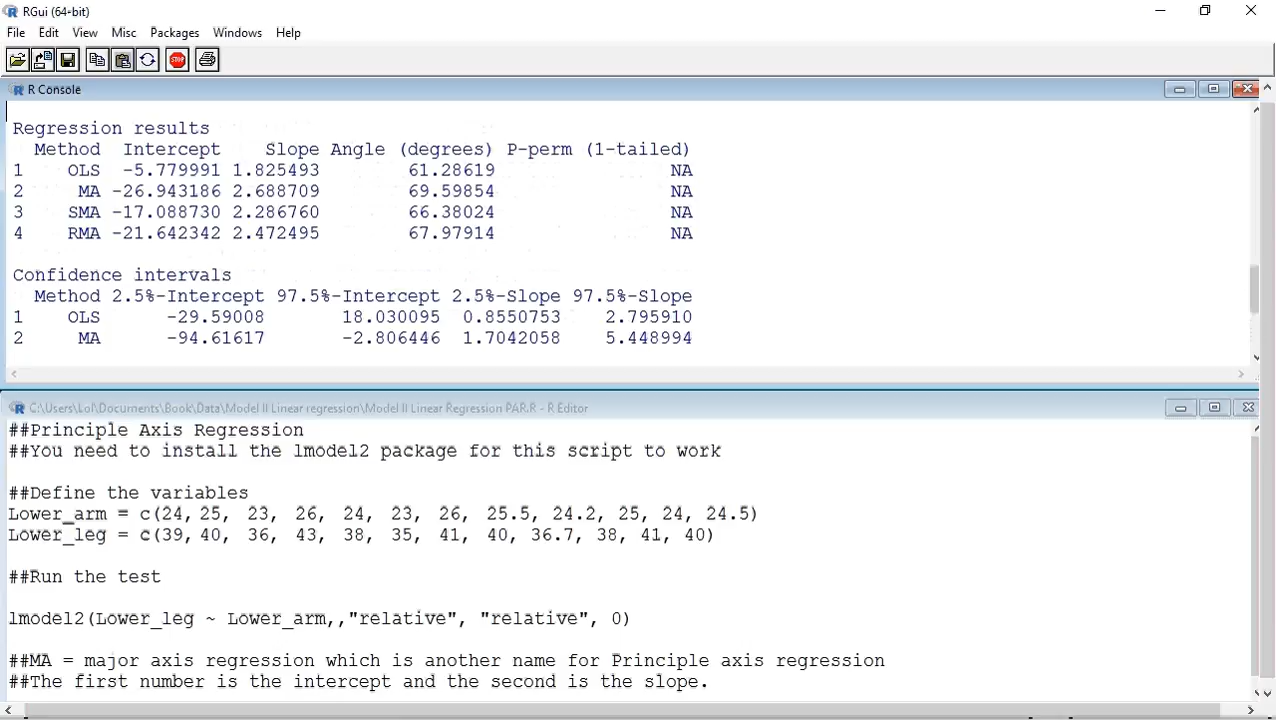 RGui (64-bit)
File Edit View Misc Packages Windows Help
STOP
R Console
Regression results
Method Intercept Slope Angle (degrees) P-perm (1-tailed)
1 OLS -5.779991 1.825493 61.28619 NA
2 MA -26.943186 2.688709 69.59854 NA
3 SMA -17.088730 2.286760 66.38024 NA
4 RMA -21.642342 2.472495 67.97914 NA
Confidence intervals
Method 2.5%-Intercept 97.5%-Intercept 2.5%-Slope 97.5%-Slope
1 OLS -29.59008 18.030095 0.8550753 2.795910
2 MA -94.61617 -2.806446 1.7042058 5.448994
C:\Users\Lol\Documents\Book\Data\Model II Linear regression\Model II Linear Regression PAR.R - R Editor
##Principle Axis Regression
##You need to install the lmodel2 package for this script to work
##Define the variables
Lower_arm = c(24, 25, 23, 26, 24, 23, 26, 25.5, 24.2, 25, 24, 24.5)
Lower_leg = c(39, 40, 36, 43, 38, 35, 41, 40, 36.7, 38, 41, 40)
##Run the test
lmodel2(Lower_leg ~ Lower_arm,,"relative", "relative", 0)
##MA = major axis regression which is another name for Principle axis regression
##The first number is the intercept and the second is the slope.